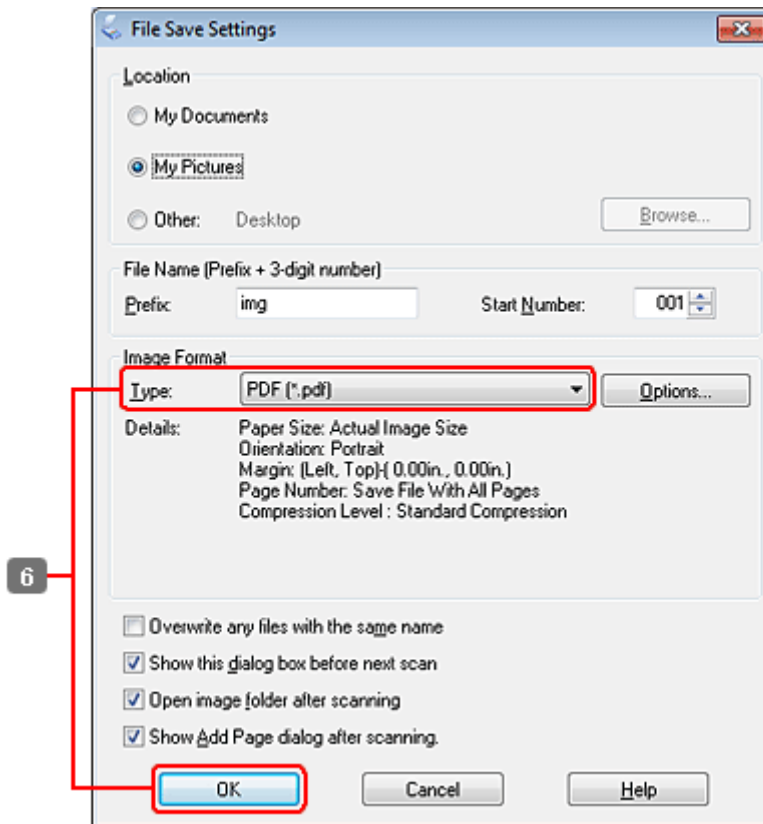 File Save Settings
Location
My Documents
My Pictures
Other: Desktop Browse...
File Name (Prefix + 3-digit number)
Prefix: img Start Number: 001
Image Format
Type: PDF (*.pdf) Options...
Details: Paper Size: Actual Image Size
Orientation: Portrait
Margin: (Left, Top)-( 0.00in., 0.00in.)
Page Number: Save File With All Pages
Compression Level : Standard Compression
6
Overwrite any files with the same name
Show this dialog box before next scan
Open image folder after scanning
Show Add Page dialog after scanning.
OK Cancel Help